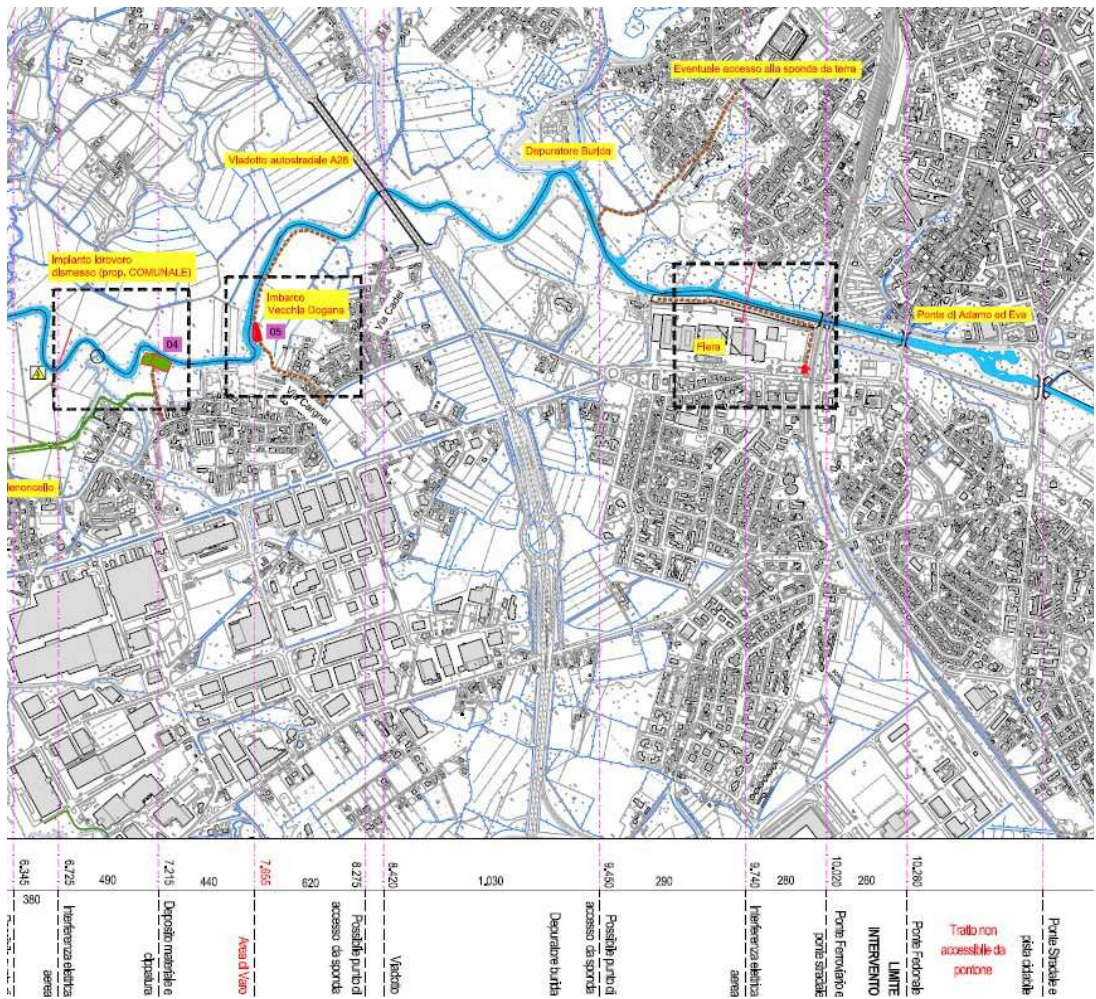 Eventuale accesso alla sponde da terra
Depuratore Burida
Viadotto autostradale A28
Impianto idrovoro
dismesso (prop. COMUNALE)
Imbarco
Vecchia Dogana
04
05
Via Cadel
Via Cargnel
Fiera
Ponte di Adamo ed Eva
6.345
380
6.725
490
7.215
440
7.655
620
8.275
8.420
1.030
9.450
290
9.740
280
10.020
260
10.280
Interferenza elettrica
aerea
Deposito materiale e
cippatura
Area di Varo
Possibile punto di
accesso da sponda
Viadotto
Depuratore burida
Possibile punto di
accesso da sponda
Interferenza elettrica
aerea
Ponte Ferroviario e
ponte stradale
LIMITE
INTERVENTO
Ponte Pedonale
Tratto non
accessibile da
pontone
Ponte Stradale e
pista ciclabile